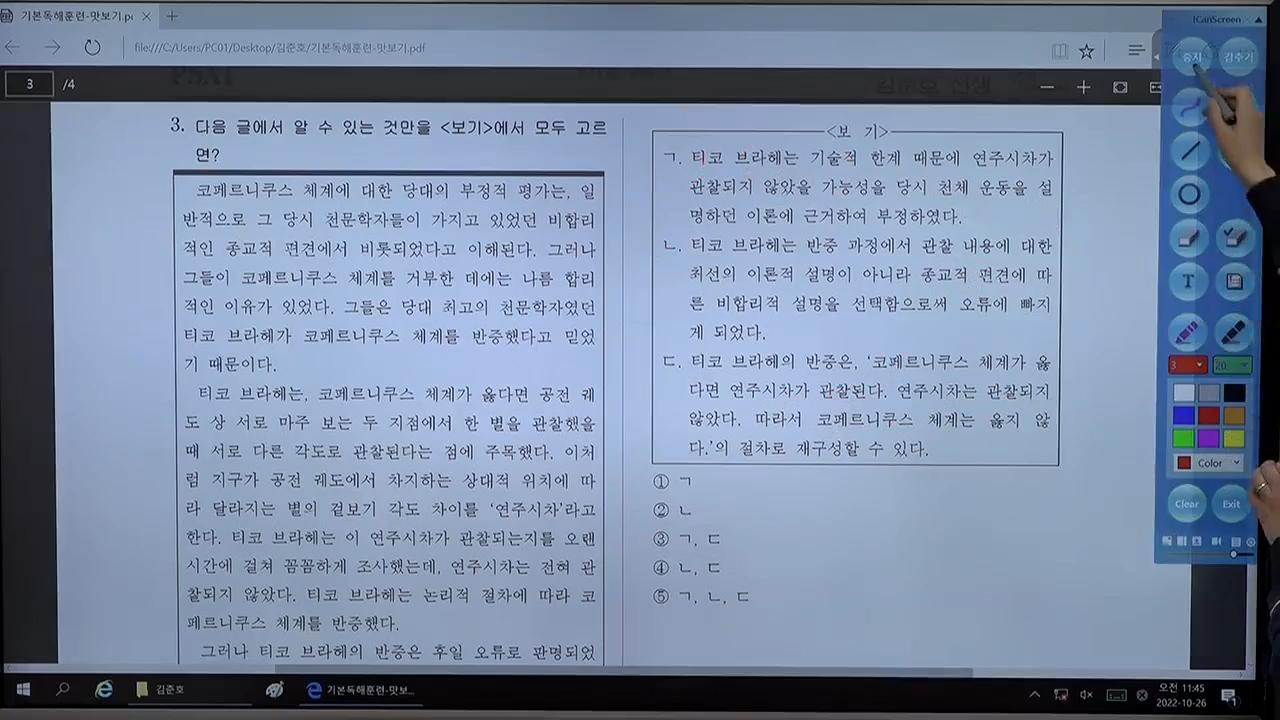 기본독해훈련-맛보기.pd
file:///C:/Users/PC01/Desktop/김준호/기본독해훈련-맛보기.pdf
3 /4
3. 다음 글에서 알 수 있는 것만을 <보기>에서 모두 고르
면?
코페르니쿠스 체계에 대한 당대의 부정적 평가는, 일
반적으로 그 당시 천문학자들이 가지고 있었던 비합리
적인 종교적 편견에서 비롯되었다고 이해된다. 그러나
그들이 코페르니쿠스 체계를 거부한 데에는 나름 합리
적인 이유가 있었다. 그들은 당대 최고의 천문학자였던
티코 브라헤가 코페르니쿠스 체계를 반증했다고 믿었
기 때문이다.
티코 브라헤는, 코페르니쿠스 체계가 옳다면 공전 궤
도 상 서로 마주 보는 두 지점에서 한 별을 관찰했을
때 서로 다른 각도로 관찰된다는 점에 주목했다. 이처
럼 지구가 공전 궤도에서 차지하는 상대적 위치에 따
라 달라지는 별의 겉보기 각도 차이를 '연주시차'라고
한다. 티코 브라헤는 이 연주시차가 관찰되는지를 오랜
시간에 걸쳐 꼼꼼하게 조사했는데, 연주시차는 전혀 관
찰되지 않았다. 티코 브라헤는 논리적 절차에 따라 코
페르니쿠스 체계를 반증했다.
그러나 티코 브라헤의 반증은 후일 오류로 판명되었
<보 기>
ㄱ. 티코 브라헤는 기술적 한계 때문에 연주시차가
관찰되지 않았을 가능성을 당시 천체 운동을 설
명하던 이론에 근거하여 부정하였다.
ㄴ. 티코 브라헤는 반증 과정에서 관찰 내용에 대한
최선의 이론적 설명이 아니라 종교적 편견에 따
른 비합리적 설명을 선택함으로써 오류에 빠지
게 되었다.
ㄷ. 티코 브라헤의 반증은, '코페르니쿠스 체계가 옳
다면 연주시차가 관찰된다. 연주시차는 관찰되지
않았다. 따라서 코페르니쿠스 체계는 옳지 않
다.'의 절차로 재구성할 수 있다.
① ㄱ
② ㄴ
③ ㄱ, ㄷ
④ ㄴ, ㄷ
⑤ ㄱ, ㄴ, ㄷ
ICanScreen
중지 감추기
T
3 20
Color
Clear Exit
김준호
기본독해훈련-맛보...
오전 11:45
2022-10-26